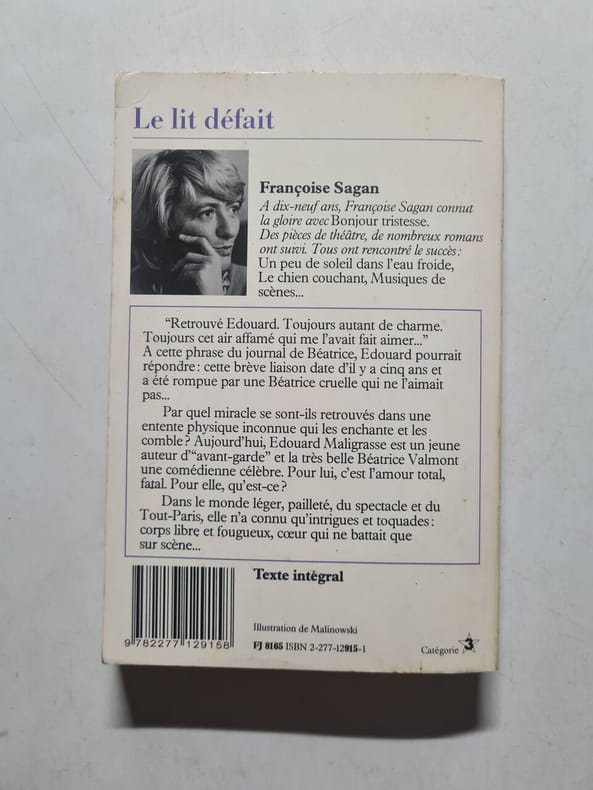 Le lit défait
Françoise Sagan
A dix-neuf ans, Françoise Sagan connut
la gloire avec Bonjour tristesse.
Des pièces de théâtre, de nombreux romans
ont suivi. Tous ont rencontré le succès :
Un peu de soleil dans l'eau froide,
Le chien couchant, Musiques de
scènes...
“Retrouvé Edouard. Toujours autant de charme.
Toujours cet air affamé qui me l'avait fait aimer...”
A cette phrase du journal de Béatrice, Edouard pourrait
répondre : cette brève liaison date d'il y a cinq ans et
a été rompue par une Béatrice cruelle qui ne l'aimait
pas...
Par quel miracle se sont-ils retrouvés dans une
entente physique inconnue qui les enchante et les
comble ? Aujourd'hui, Edouard Maligrasse est un jeune
auteur d'“avant-garde” et la très belle Béatrice Valmont
une comédienne célèbre. Pour lui, c'est l'amour total,
fatal. Pour elle, qu'est-ce ?
Dans le monde léger, pailleté, du spectacle et du
Tout-Paris, elle n'a connu qu'intrigues et toquades :
corps libre et fougueux, cœur qui ne battait que
sur scène...
Texte intégral
Illustration de Malinowski
9 782277 129158
FJ 8165 ISBN 2-277-12915-1
Catégorie 3